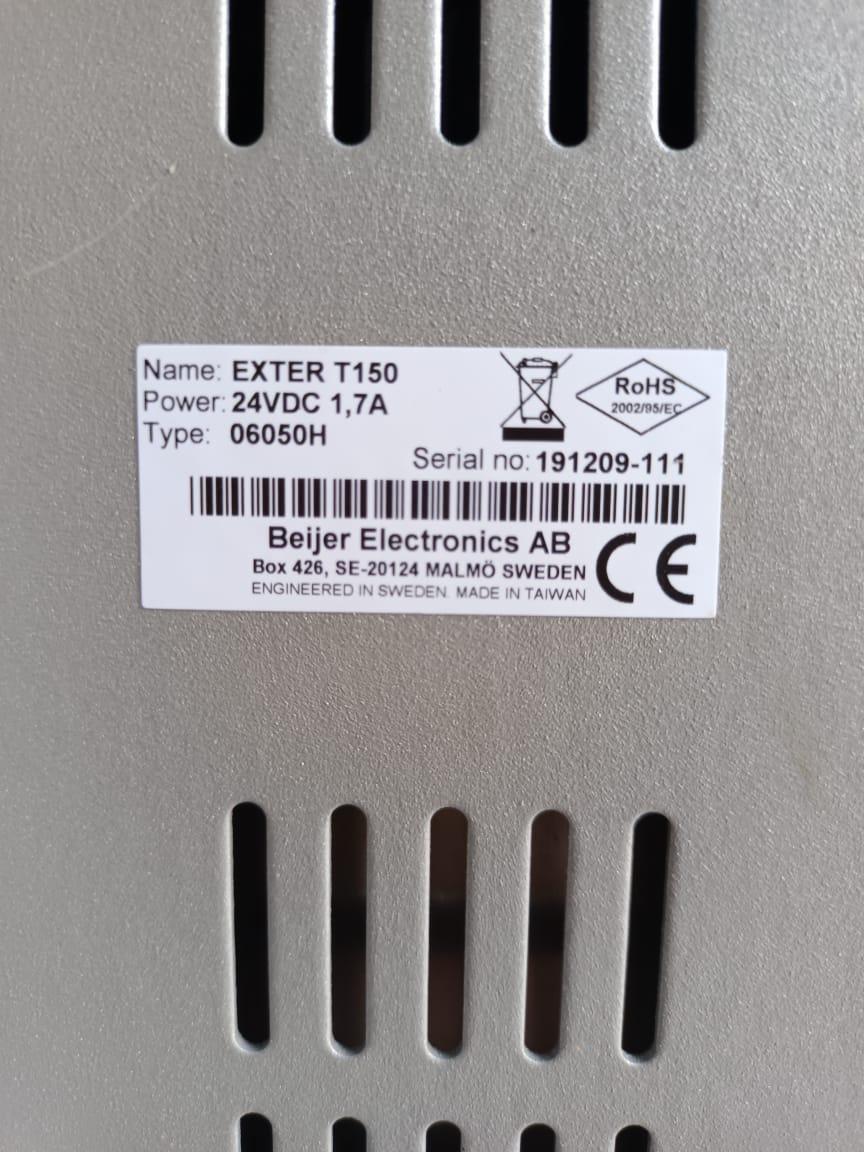 Name: EXTER T150
Power: 24VDC 1,7A
Type: 06050H
RoHS
2002/95/EC
Serial no: 191209-111
Beijer Electronics AB
Box 426, SE-20124 MALMÖ SWEDEN
ENGINEERED IN SWEDEN. MADE IN TAIWAN
CE